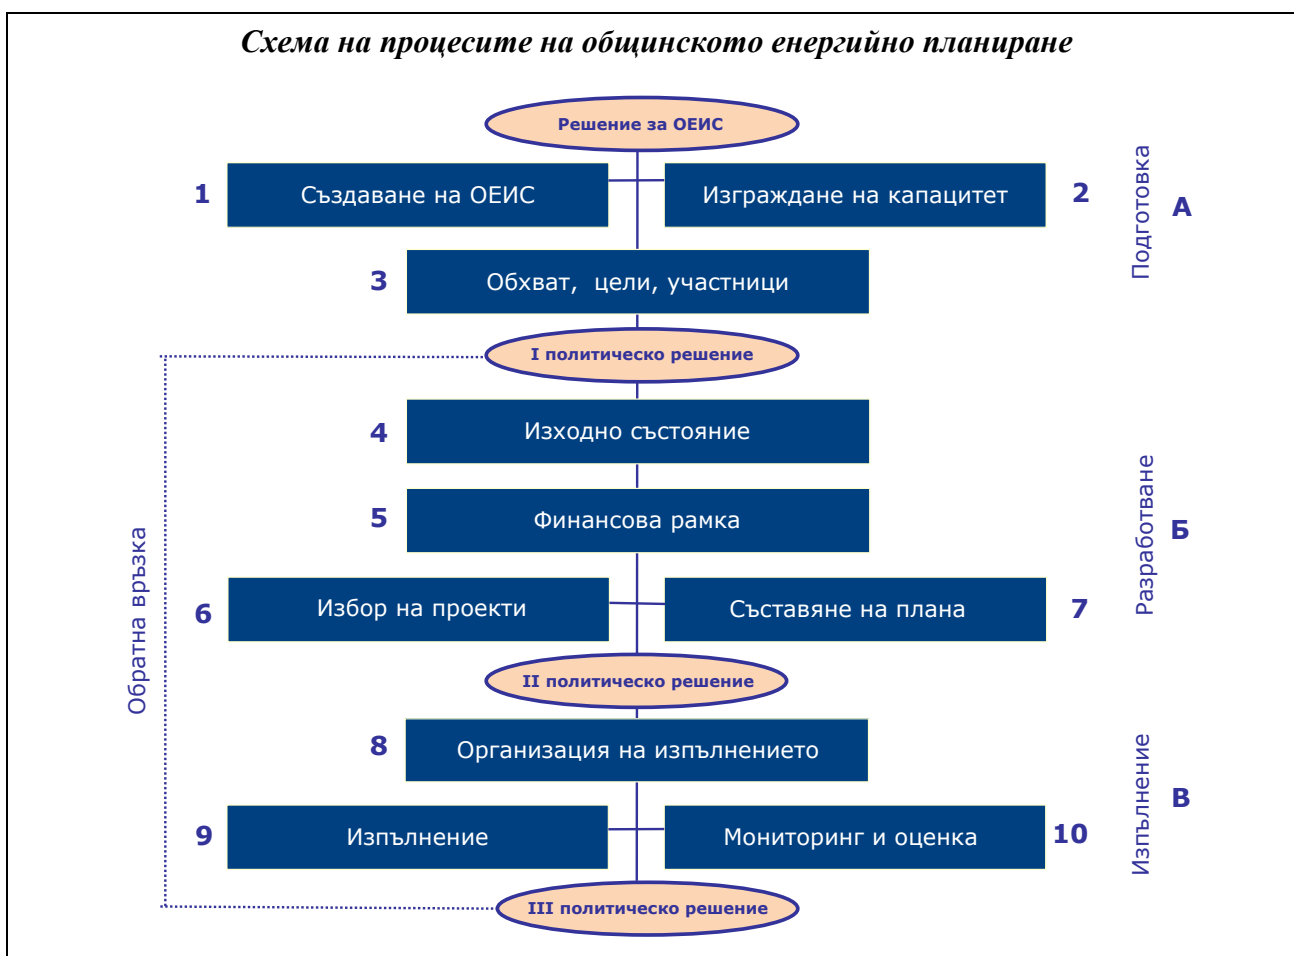 Схема на процесите на общинското енергийно планиране
Решение за ОЕИС
1
Създаване на ОЕИС
Изграждане на капацитет
2
3
Обхват, цели, участници
Подготовка
А
I политическо решение
4
Изходно състояние
5
Финансова рамка
6
Избор на проекти
Съставяне на плана
7
Разработване
Б
Обратна връзка
II политическо решение
8
Организация на изпълнението
9
Изпълнение
Мониторинг и оценка
10
Изпълнение
В
III политическо решение